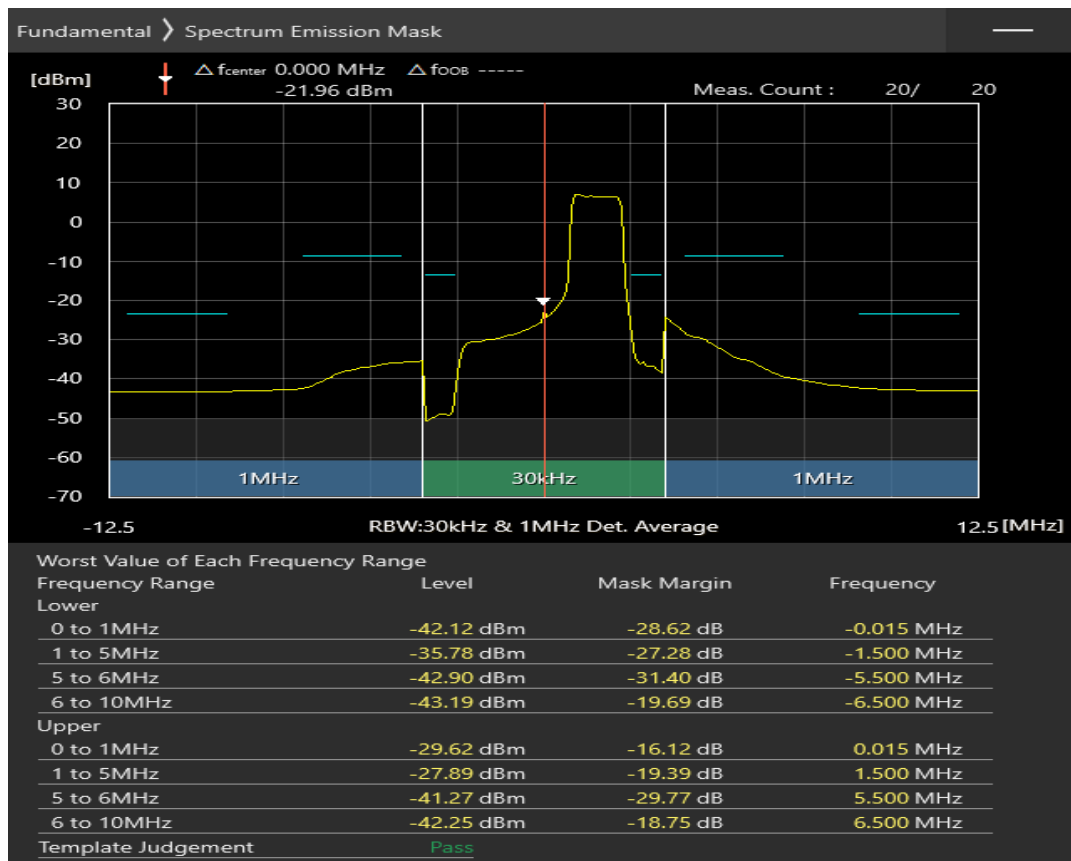 Fundamental ❯ Spectrum Emission Mask
[dBm] △ fcenter 0.000 MHz △ fOOB -----
-21.96 dBm Meas. Count : 20/ 20
30
20
10
0
-10
-20
-30
-40
-50
-60
-70
1MHz 30kHz 1MHz
-12.5 RBW:30kHz & 1MHz Det. Average 12.5 [MHz]
Worst Value of Each Frequency Range
Frequency Range Level Mask Margin Frequency
Lower
0 to 1MHz -42.12 dBm -28.62 dB -0.015 MHz
1 to 5MHz -35.78 dBm -27.28 dB -1.500 MHz
5 to 6MHz -42.90 dBm -31.40 dB -5.500 MHz
6 to 10MHz -43.19 dBm -19.69 dB -6.500 MHz
Upper
0 to 1MHz -29.62 dBm -16.12 dB 0.015 MHz
1 to 5MHz -27.89 dBm -19.39 dB 1.500 MHz
5 to 6MHz -41.27 dBm -29.77 dB 5.500 MHz
6 to 10MHz -42.25 dBm -18.75 dB 6.500 MHz
Template Judgement Pass